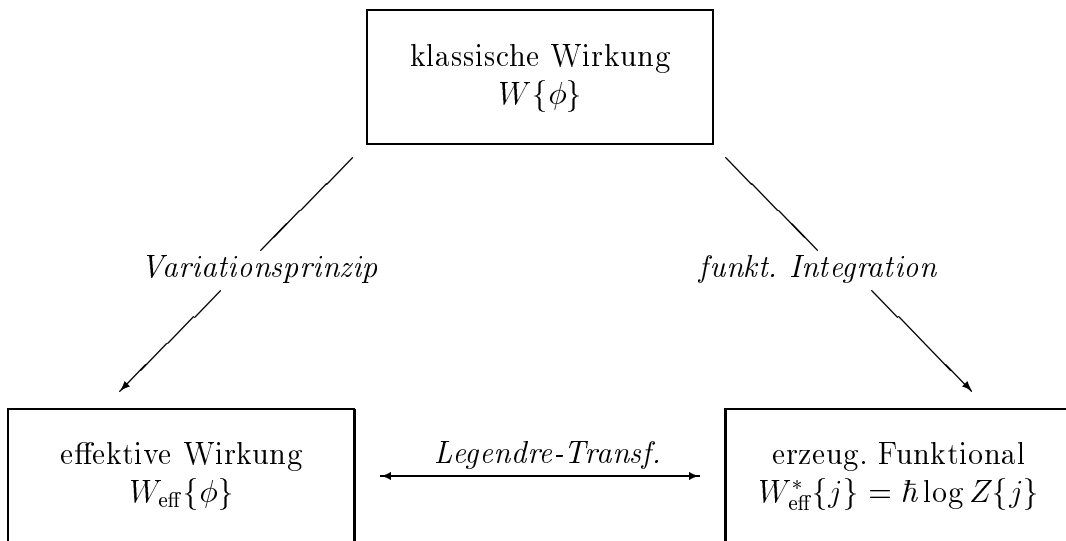 klassische Wirkung
W{ϕ}
Variationsprinzip
funkt. Integration
effektive Wirkung
W_eff{ϕ}
Legendre-Transf.
erzeug. Funktional
W*_eff{j} = ℏ log Z{j}